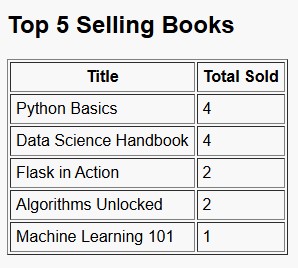 Top 5 Selling Books
Title Total Sold
Python Basics 4
Data Science Handbook 4
Flask in Action 2
Algorithms Unlocked 2
Machine Learning 101 1